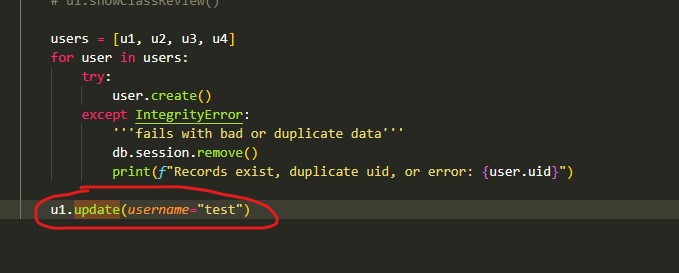 # u1.showClassReview()
users = [u1, u2, u3, u4]
for user in users:
try:
user.create()
except IntegrityError:
'''fails with bad or duplicate data'''
db.session.remove()
print(f"Records exist, duplicate uid, or error: {user.uid}")
u1.update(username="test")